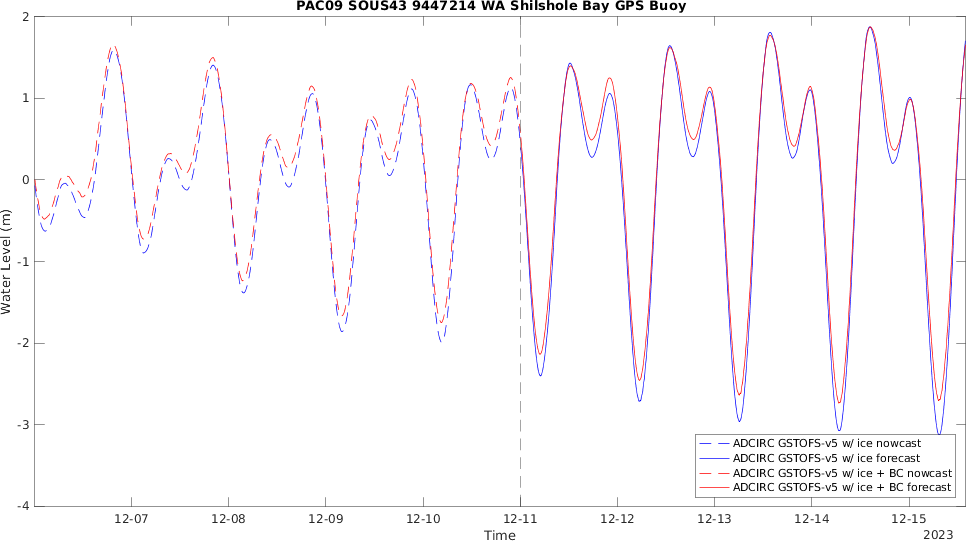 PAC09 SOUS43 9447214 WA Shilshole Bay GPS Buoy
2
1
0
-1
-2
-3
-4
Water Level (m)
ADCIRC GSTOFS-v5 w/ ice nowcast
ADCIRC GSTOFS-v5 w/ ice forecast
ADCIRC GSTOFS-v5 w/ ice + BC nowcast
ADCIRC GSTOFS-v5 w/ ice + BC forecast
12-07 12-08 12-09 12-10 12-11 12-12 12-13 12-14 12-15
Time
2023